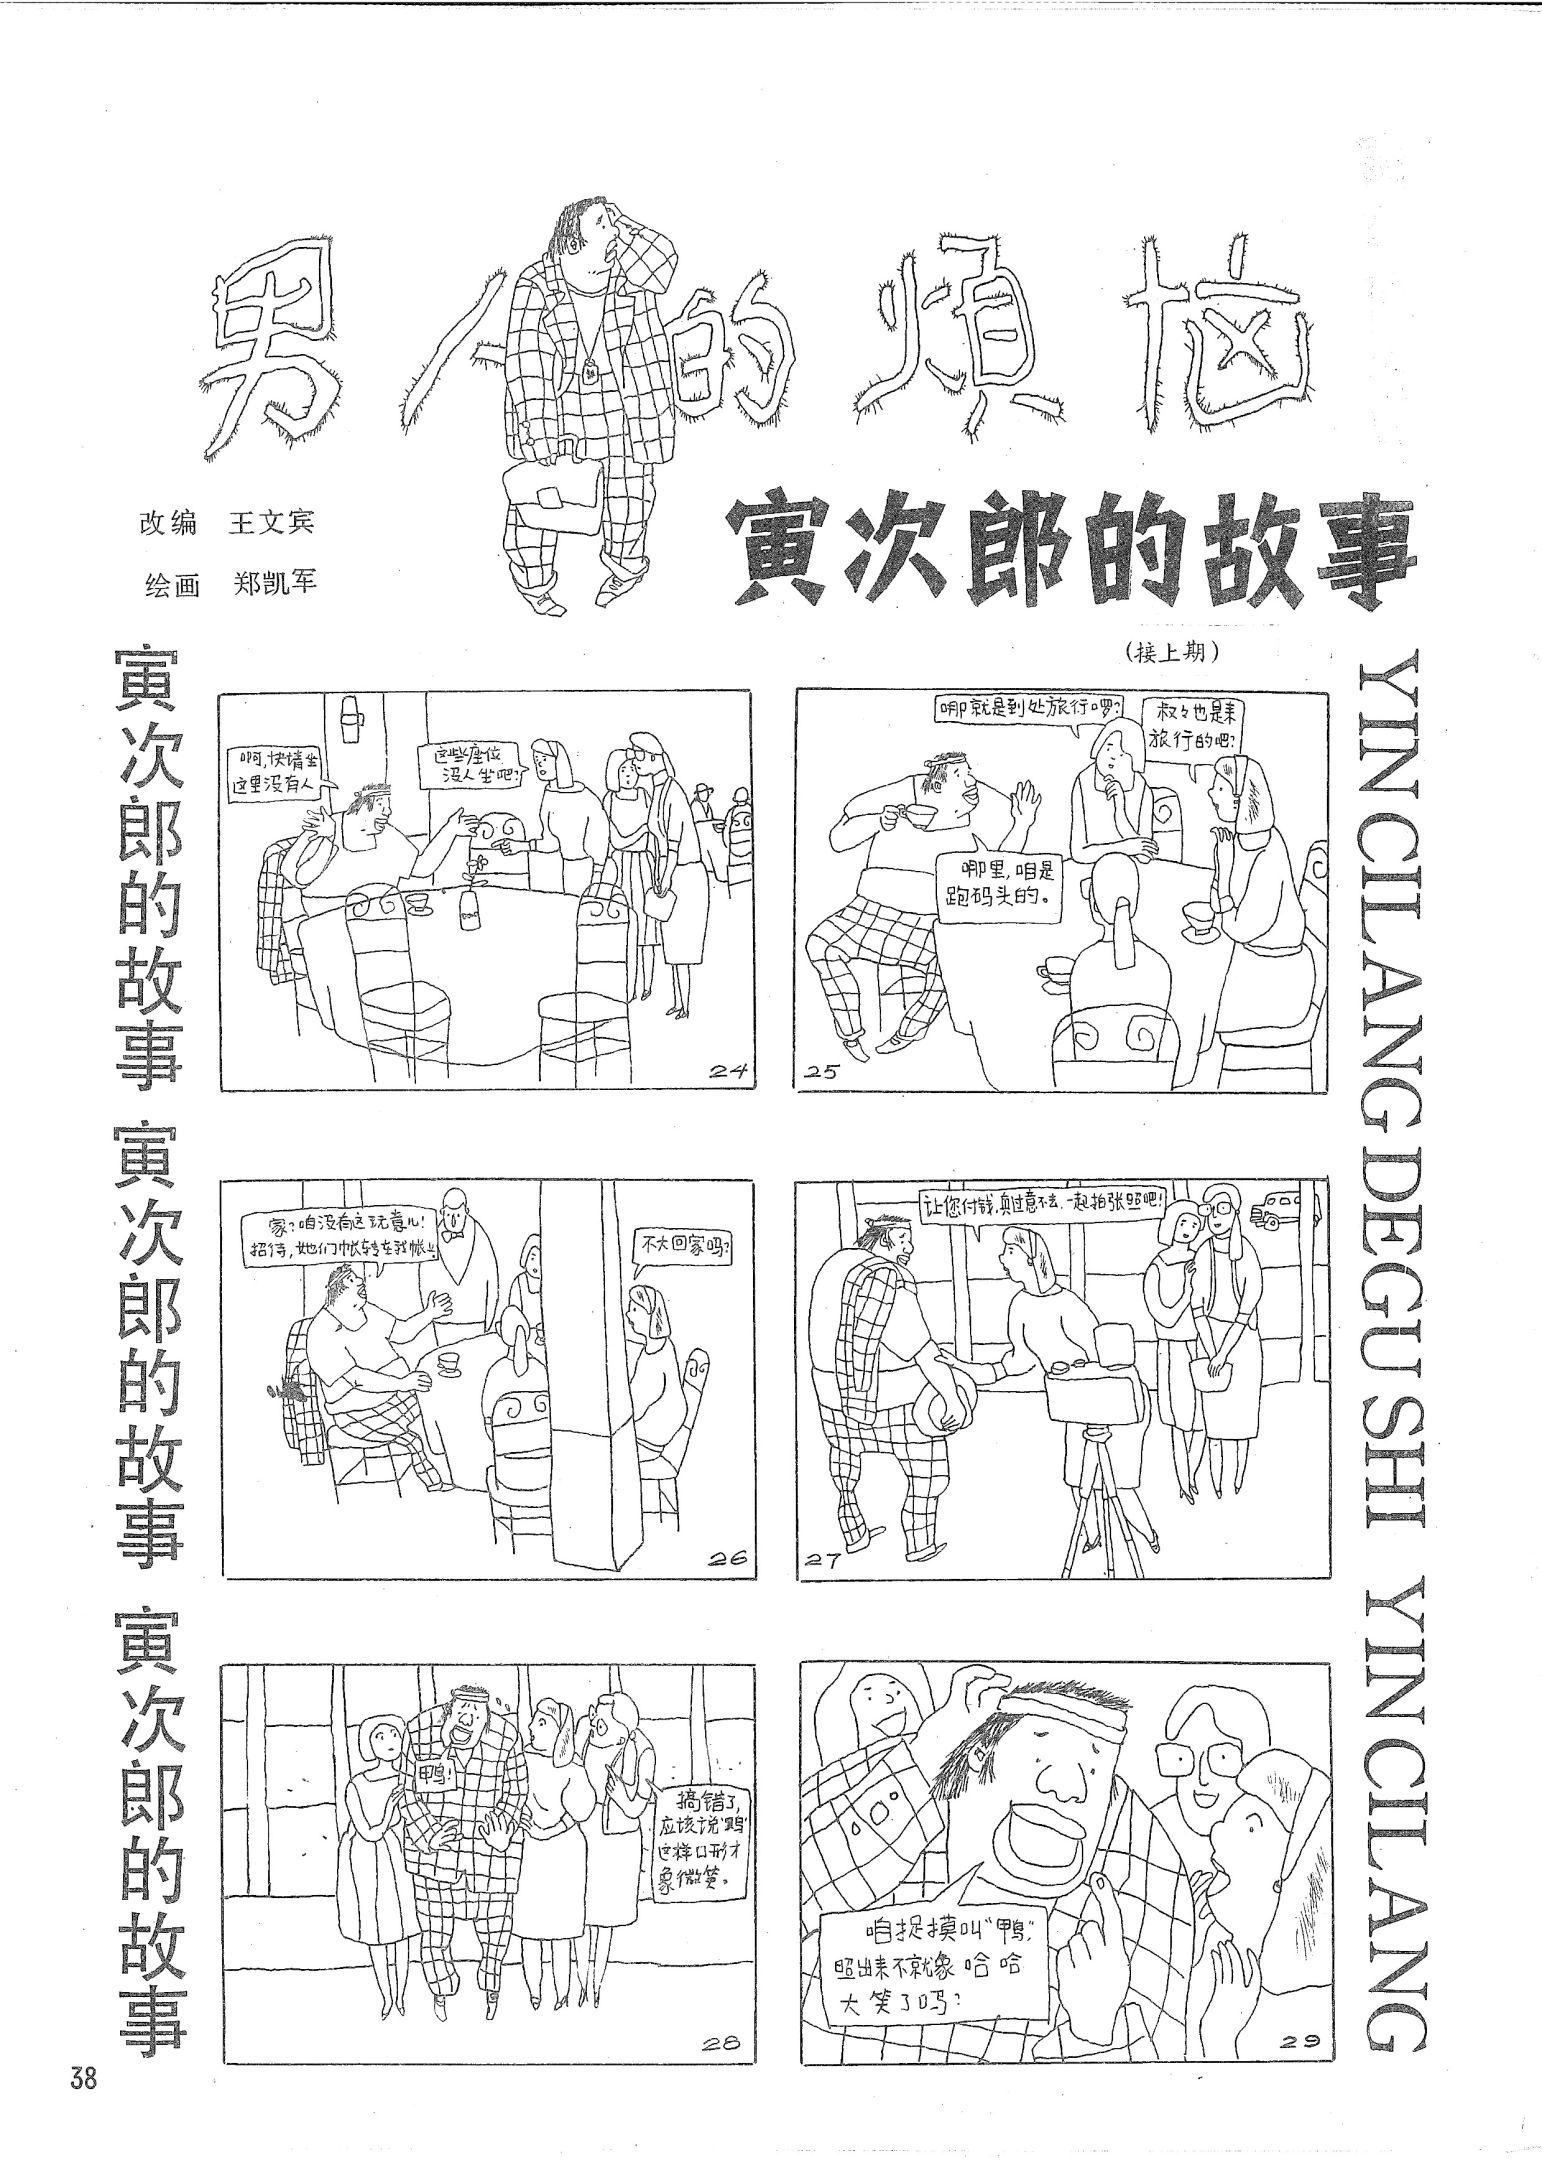 男人的烦恼
寅次郎的故事
改编 王文宾
绘画 郑凯军
(接上期)
寅次郎的故事 寅次郎的故事 寅次郎的故事
YINCILANGDEGUSHI YINCILANG
啊,快请坐
这里没有人
这些座位
没人坐吧?
24
哪就是到处旅行啰?
叔々也是来
旅行的吧?
哪里,咱是
跑码头的。
25
家?咱没有这玩意儿!
招待,她们帐转在我帐上
不大回家吗?
26
让您付钱,真过意不去.一起拍张照吧!
27
鸭!
搞错了,
应该说"鸡"
这样口形才
象微笑。
28
咱捉摸叫"鸭",
照出来不就象哈哈
大笑了吗?
29
38